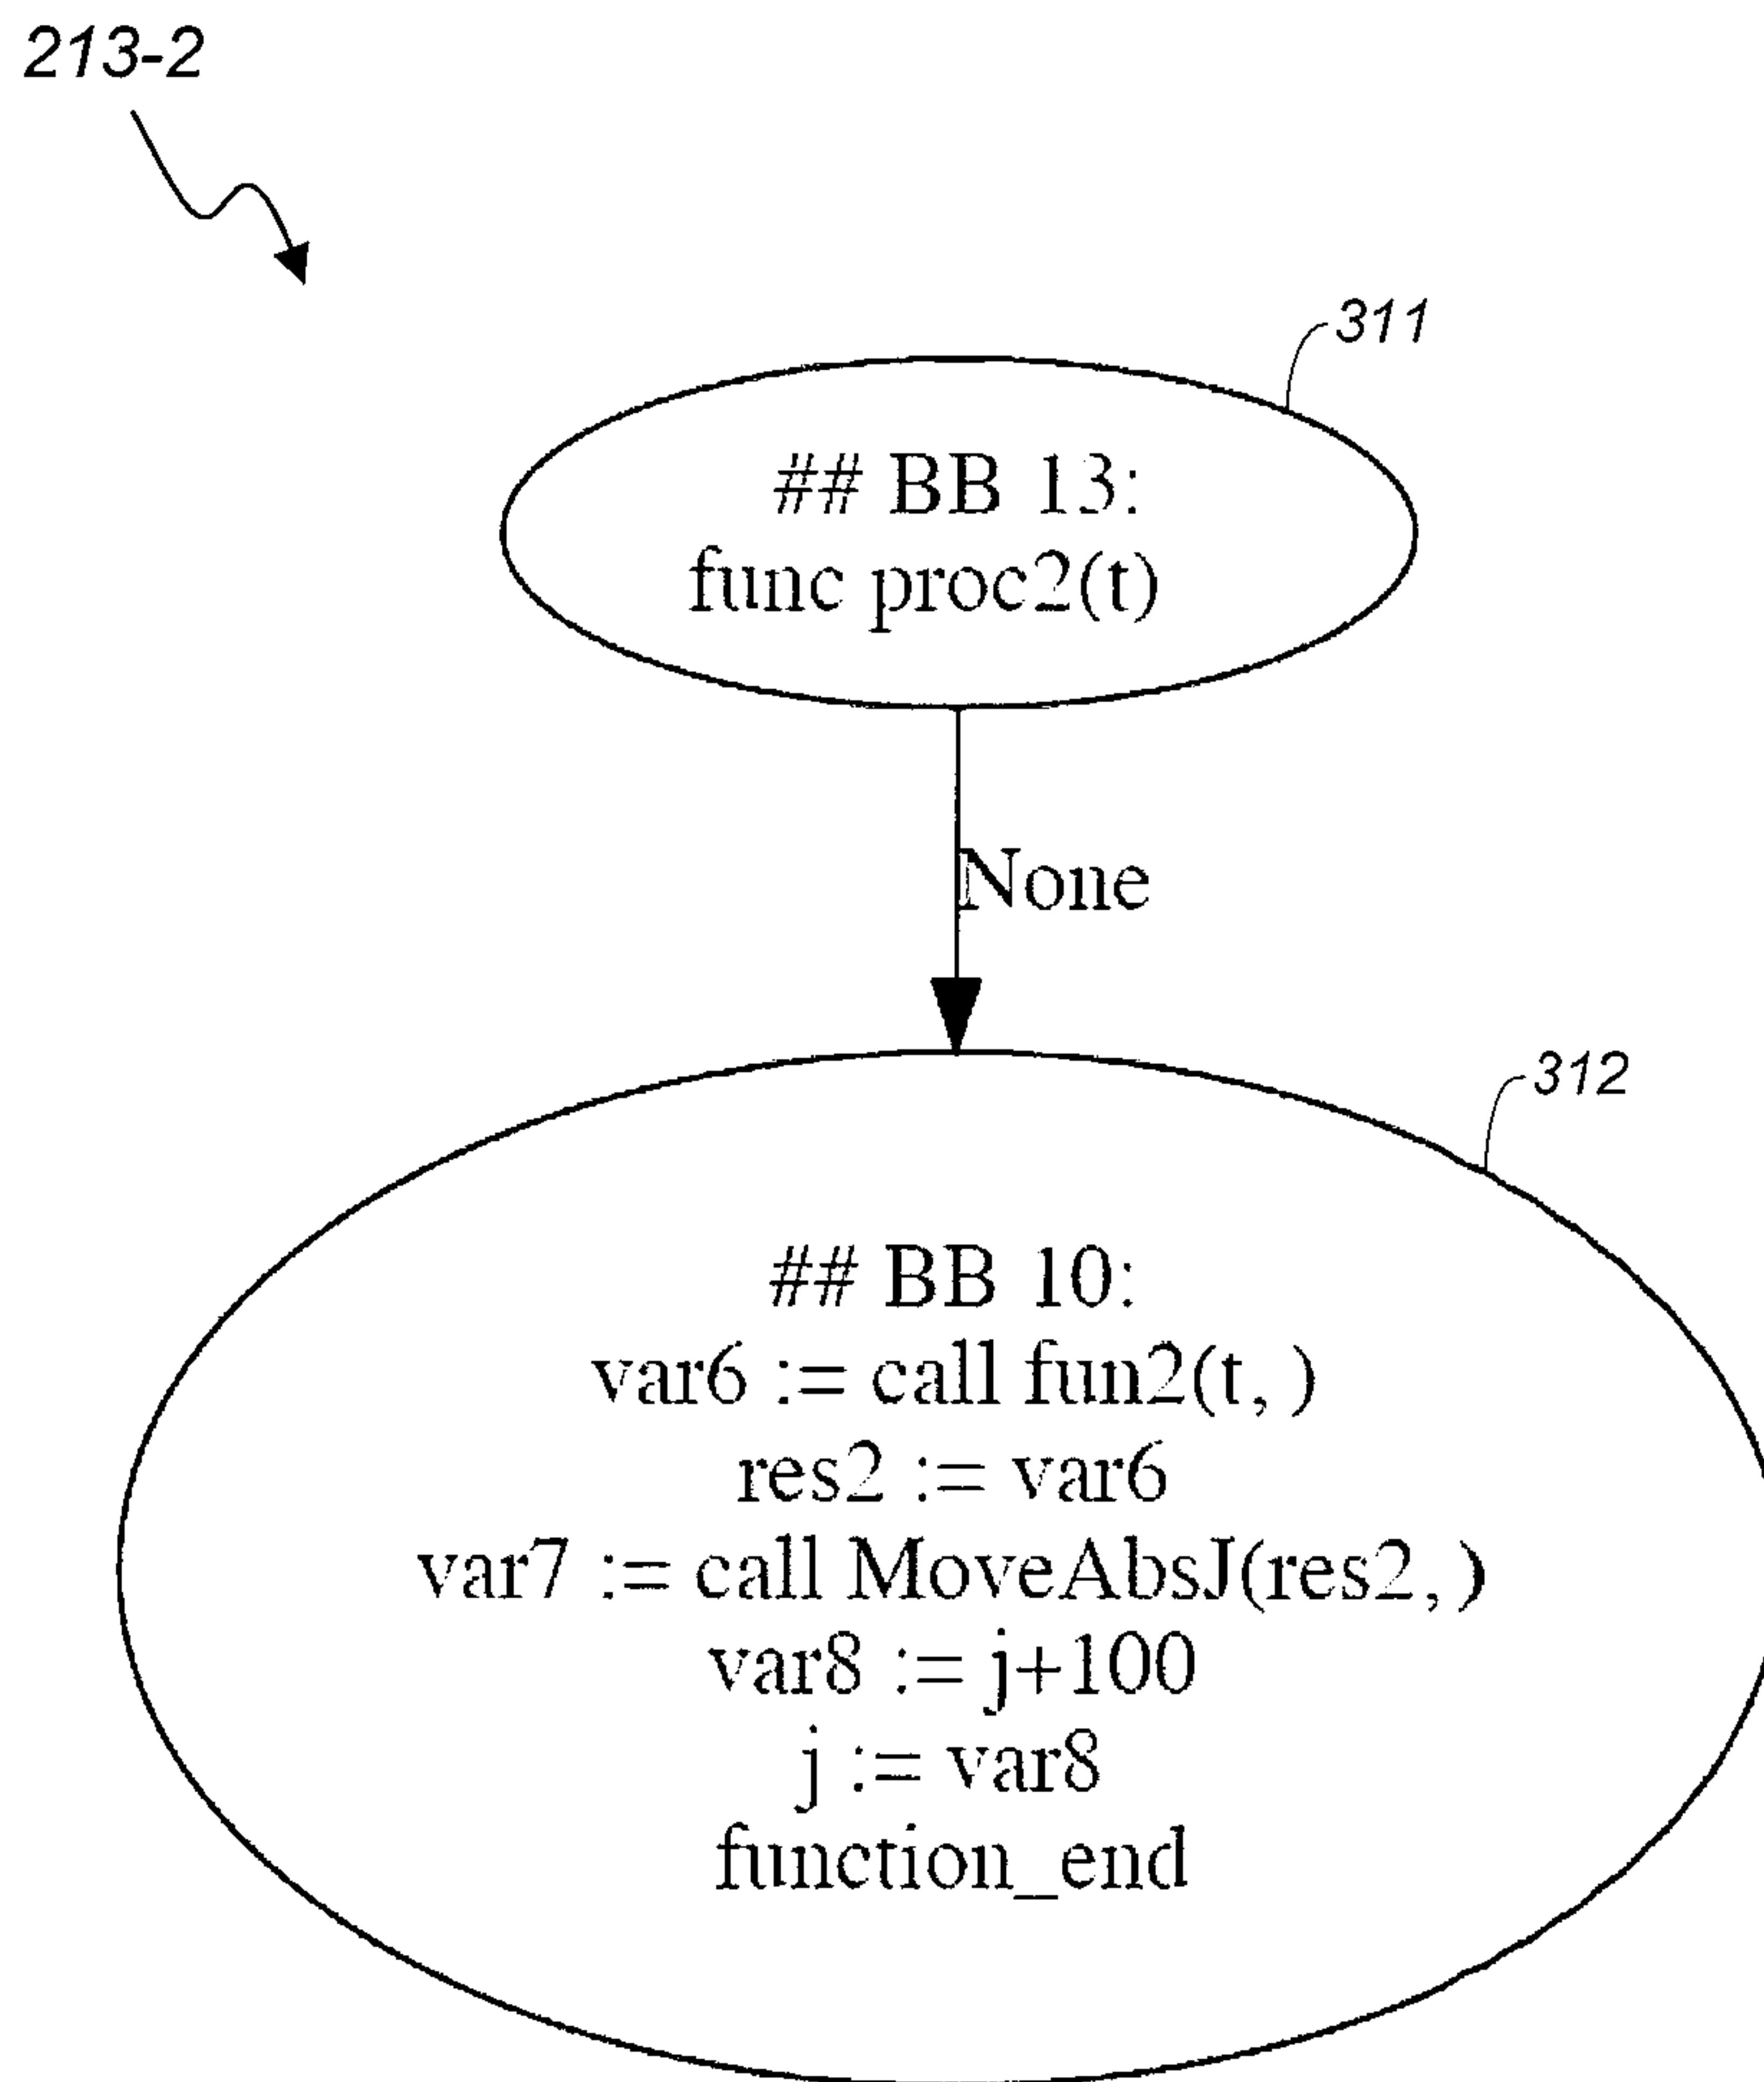 213-2
311
## BB 13:
func proc2(t)
None
312
## BB 10:
var6 := call fun2(t, )
res2 := var6
var7 := call MoveAbsJ(res2, )
var8 := j+100
j := var8
function_end